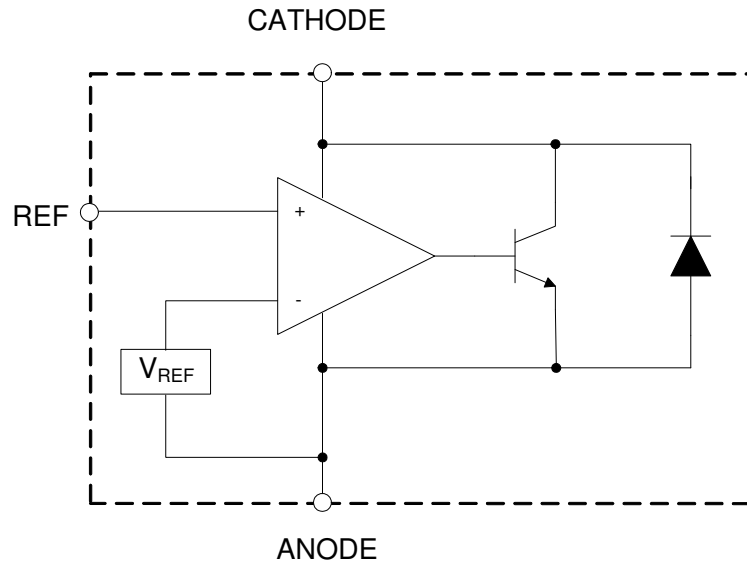 CATHODE
REF
+
-
VREF
ANODE